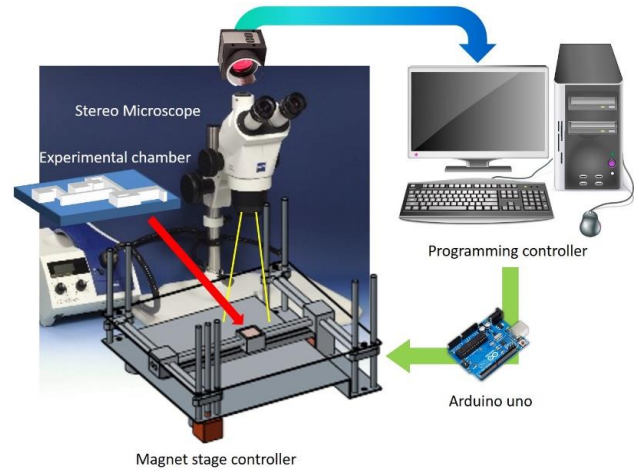 Stereo Microscope
Experimental chamber
Programming controller
Arduino uno
Magnet stage controller